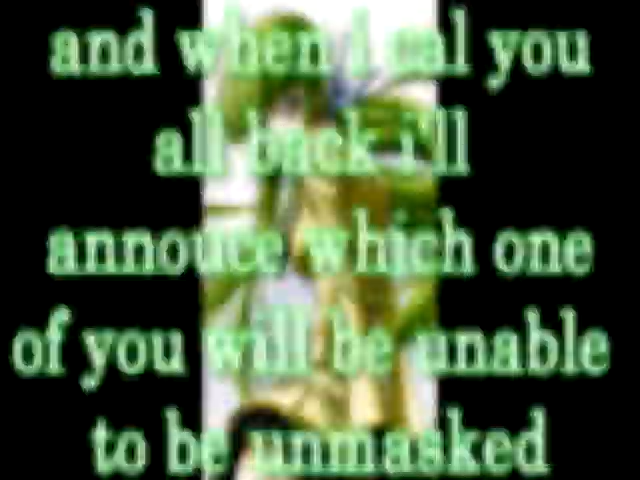 and when i cal you
all back i'll
annouce which one
of you will be unable
to be unmasked